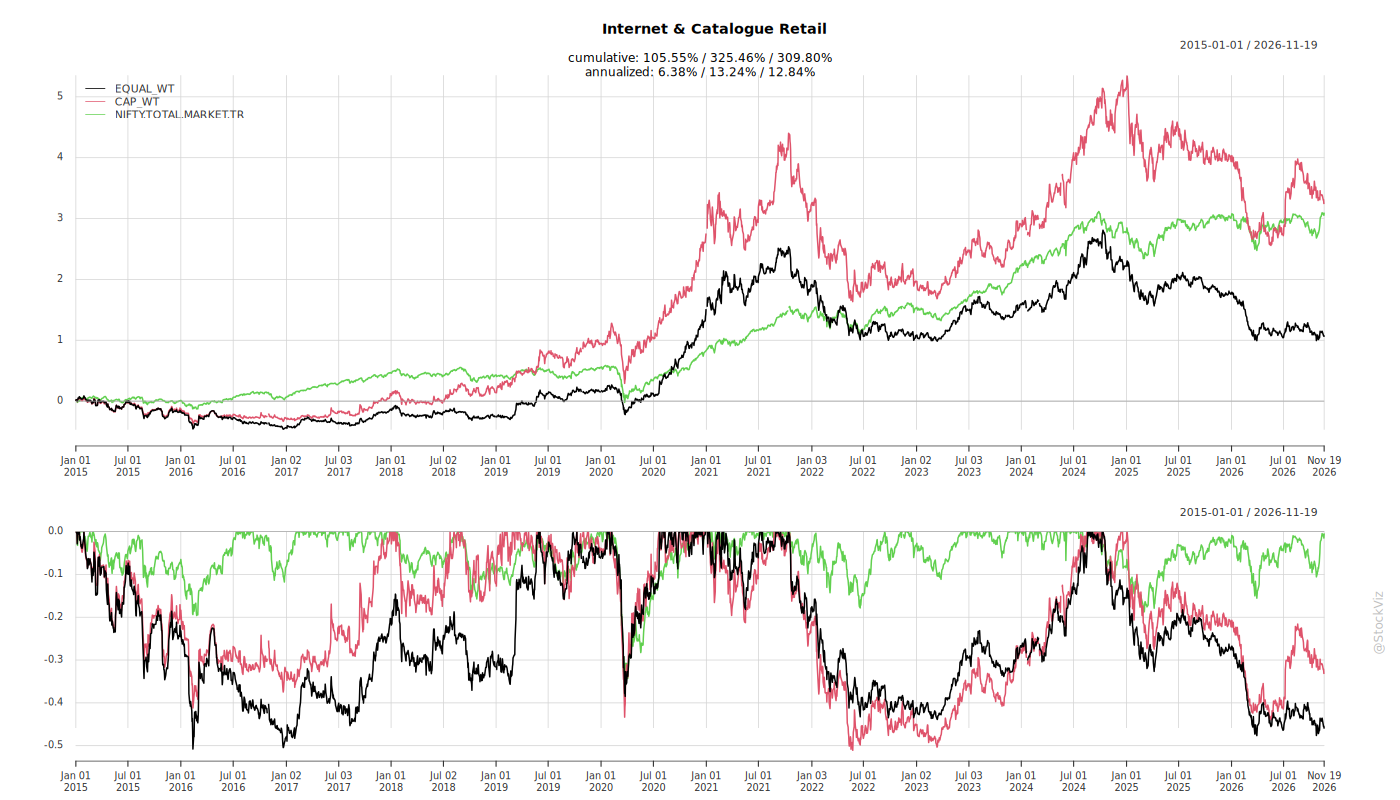 Internet & Catalogue Retail
2015-01-01 / 2026-11-19
cumulative: 105.55% / 325.46% / 309.80%
annualized: 6.38% / 13.24% / 12.84%
EQUAL_WT
CAP_WT
NIFTY.TOTAL.MARKET.TR
5
4
3
2
1
0
Jan 01 Jul 01 Jan 01 Jul 01 Jan 02 Jul 03 Jan 01 Jul 02 Jan 01 Jul 01 Jan 01 Jul 01 Jan 01 Jul 01 Jan 03 Jul 01 Jan 02 Jul 03 Jan 01 Jul 01 Jan 01 Jul 01 Jan 01 Jul 01 Nov 19
2015 2015 2016 2016 2017 2017 2018 2018 2019 2019 2020 2020 2021 2021 2022 2022 2023 2023 2024 2024 2025 2025 2026 2026 2026
2015-01-01 / 2026-11-19
0.0
-0.1
-0.2
-0.3
-0.4
-0.5
Jan 01 Jul 01 Jan 01 Jul 01 Jan 02 Jul 03 Jan 01 Jul 02 Jan 01 Jul 01 Jan 01 Jul 01 Jan 01 Jul 01 Jan 03 Jul 01 Jan 02 Jul 03 Jan 01 Jul 01 Jan 01 Jul 01 Jan 01 Jul 01 Nov 19
2015 2015 2016 2016 2017 2017 2018 2018 2019 2019 2020 2020 2021 2021 2022 2022 2023 2023 2024 2024 2025 2025 2026 2026 2026
@StockViz